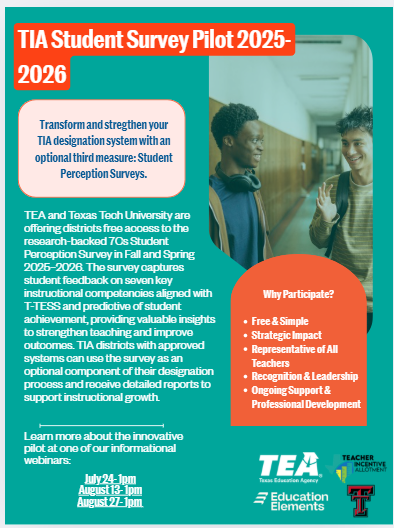 TIA Student Survey Pilot 2025-
2026
Transform and stregthen your
TIA designation system with an
optional third measure: Student
Perception Surveys.
TEA and Texas Tech University are
offering districts free access to the
research-backed 7Cs Student
Perception Survey in Fall and Spring
2025–2026. The survey captures
student feedback on seven key
instructional competencies aligned with
T-TESS and predictive of student
achievement, providing valuable insights
to strengthen teaching and improve
outcomes. TIA districts with approved
systems can use the survey as an
optional component of their designation
process and receive detailed reports to
support instructional growth.
Why Participate?
• Free & Simple
• Strategic Impact
• Representative of All
Teachers
• Recognition & Leadership
• Ongoing Support &
Professional Development
Learn more about the innovative
pilot at one of our informational
webinars:
July 24-1pm
August 13-1pm
August 27-1pm
TEA
Texas Education Agency
TEACHER
INCENTIVE
ALLOTMENT
Education
Elements
T